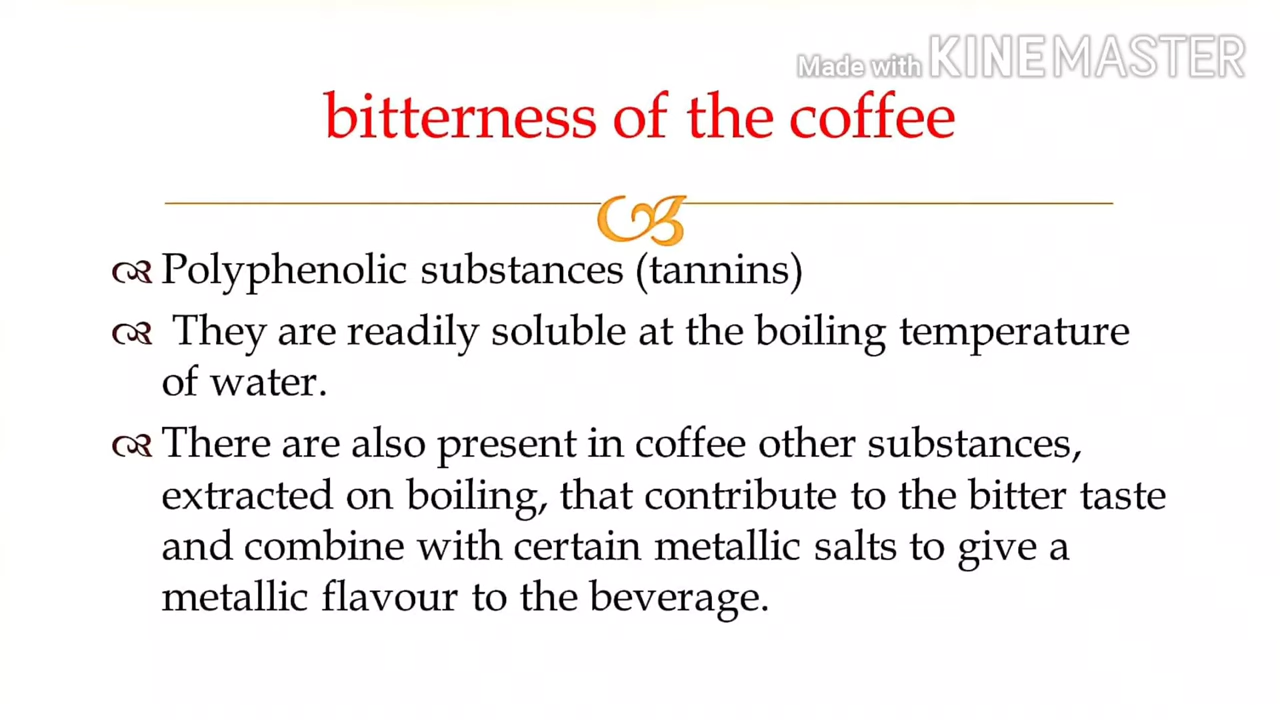 Made with KINEMASTER
bitterness of the coffee
Polyphenolic substances (tannins)
They are readily soluble at the boiling temperature
of water.
There are also present in coffee other substances,
extracted on boiling, that contribute to the bitter taste
and combine with certain metallic salts to give a
metallic flavour to the beverage.